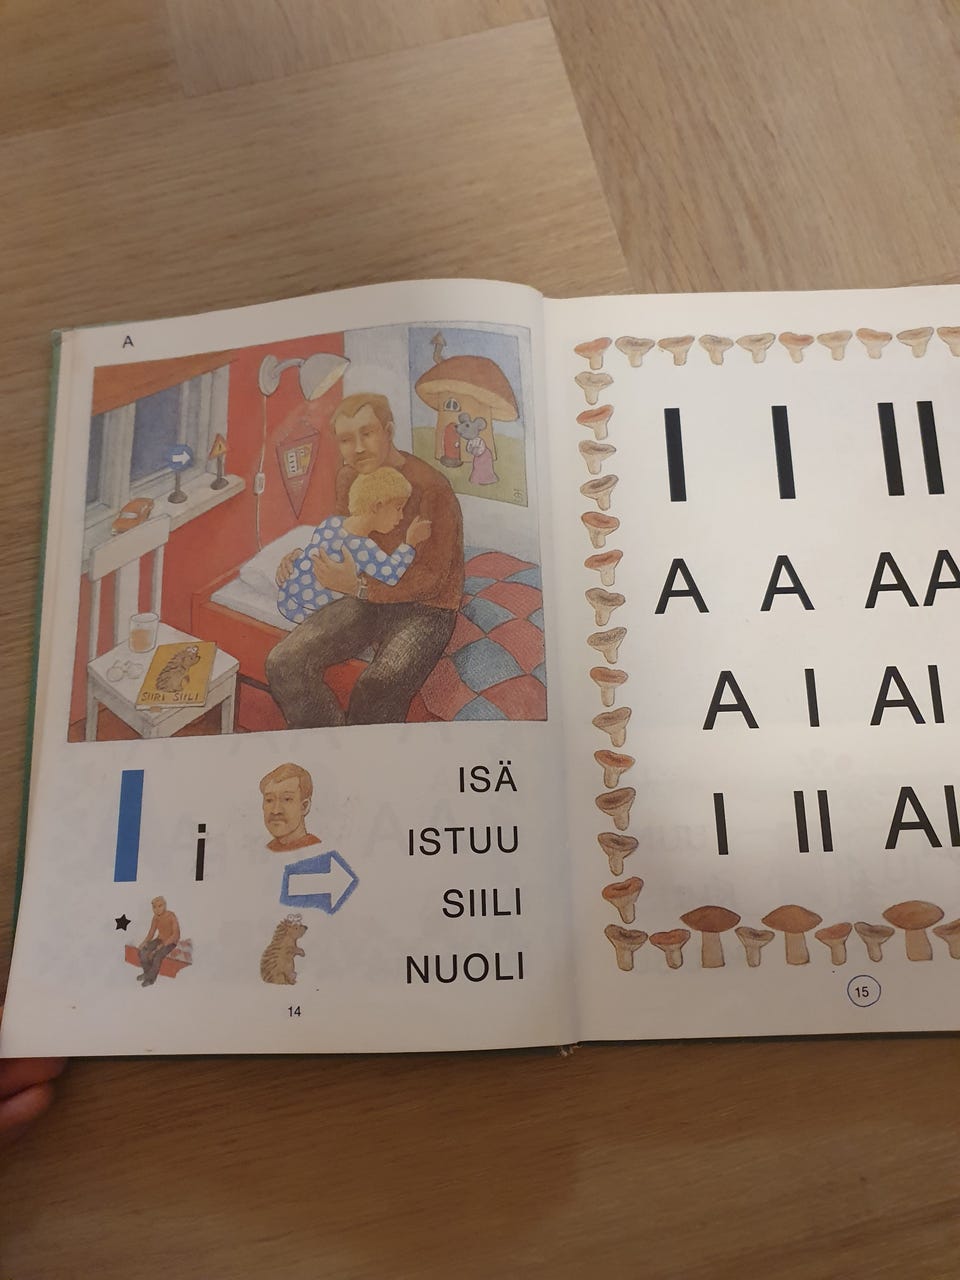 A
SIIRI SIILI
I i
ISÄ
ISTUU
SIILI
NUOLI
14
I I II
A A AA
A I AI
I II AI
15